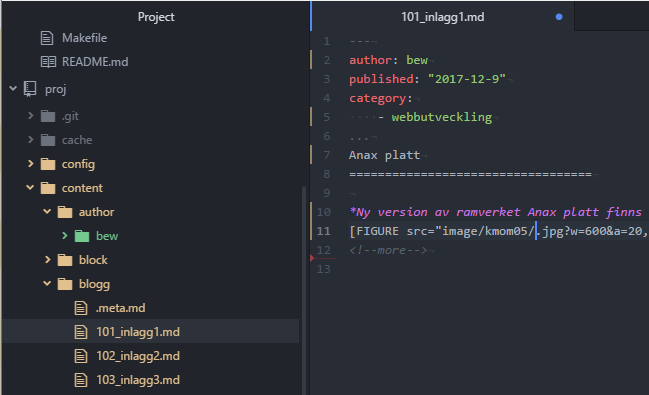 Project
Makefile
README.md
proj
.git
cache
config
content
author
bew
block
blogg
.meta.md
101_inlagg1.md
102_inlagg2.md
103_inlagg3.md
101_inlagg1.md
1 ---
2 author: bew
3 published: "2017-12-9"
4 category:
5 - webbutveckling
6 ...
7 Anax platt
8 =================================
9
10 *Ny version av ramverket Anax platt finns
11 [FIGURE src="image/kmom05/.jpg?w=600&a=20,
12 <!--more-->
13